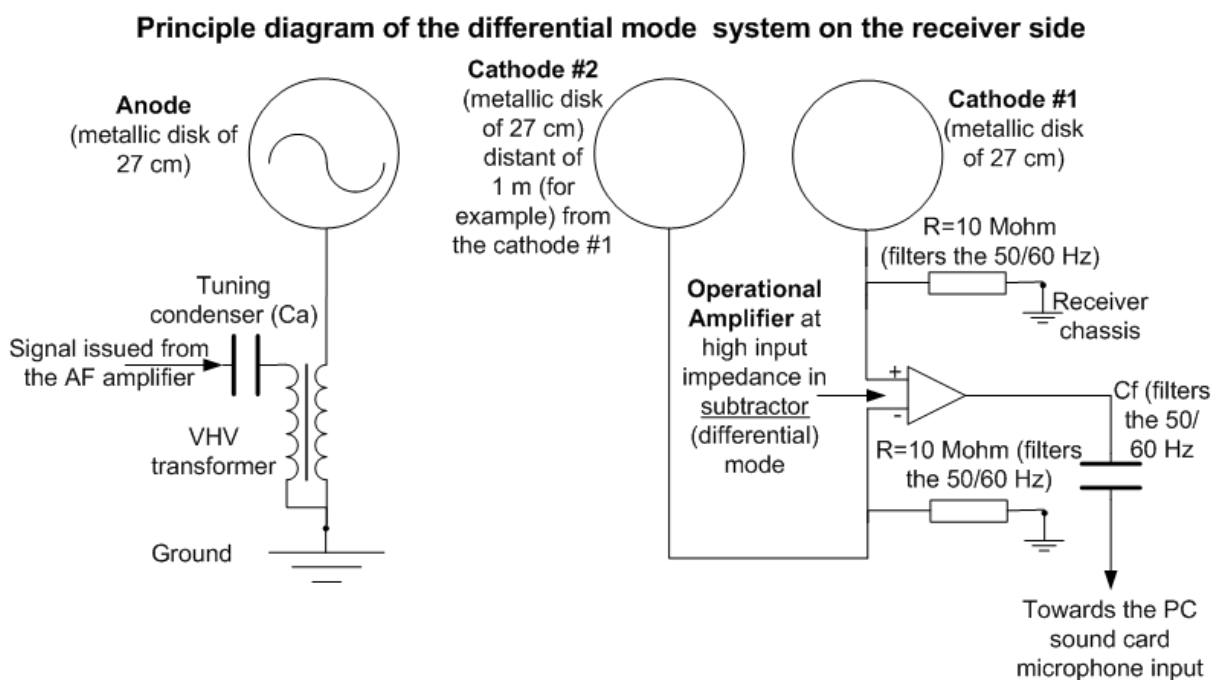 Principle diagram of the differential mode system on the receiver side
Anode
(metallic disk of
27 cm)
Cathode #2
(metallic disk
of 27 cm)
distant of
1 m (for
example) from
the cathode #1
Cathode #1
(metallic disk
of 27 cm)
R=10 Mohm
(filters the 50/60 Hz)
Receiver
chassis
Tuning
condenser (Ca)
Signal issued from
the AF amplifier
VHV
transformer
Ground
Operational
Amplifier at
high input
impedance in
subtractor
(differential)
mode
+
-
R=10 Mohm (filters
the 50/60 Hz)
Cf (filters
the 50/
60 Hz
Towards the PC
sound card
microphone input